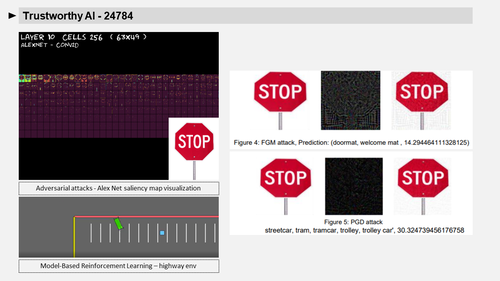 ► Trustworthy AI - 24784
LAYER 10 CELLS 256 (63X49)
ALEXNET - CONV2D
STOP
Adversarial attacks - Alex Net saliency map visualization
Model-Based Reinforcement Learning – highway env
STOP STOP
Figure 4: FGM attack, Prediction: (doormat, welcome mat , 14.294464111328125)
STOP STOP
Figure 5: PGD attack
streetcar, tram, tramcar, trolley, trolley car', 30.324739456176758